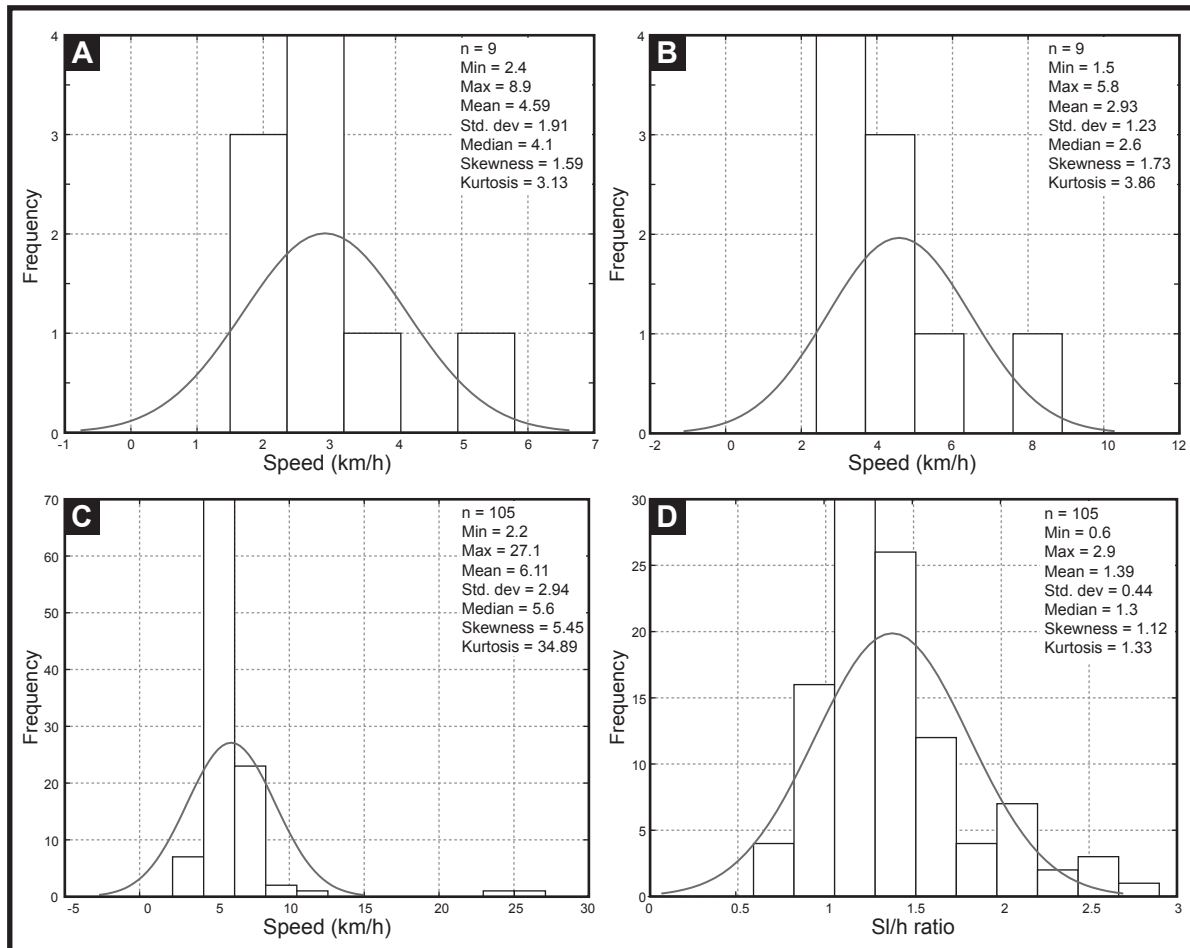 A
n = 9
Min = 2.4
Max = 8.9
Mean = 4.59
Std. dev = 1.91
Median = 4.1
Skewness = 1.59
Kurtosis = 3.13
4
3
2
1
0
Frequency
-1 0 1 2 3 4 5 6 7
Speed (km/h)
B
n = 9
Min = 1.5
Max = 5.8
Mean = 2.93
Std. dev = 1.23
Median = 2.6
Skewness = 1.73
Kurtosis = 3.86
4
3
2
1
0
Frequency
-2 0 2 4 6 8 10 12
Speed (km/h)
C
n = 105
Min = 2.2
Max = 27.1
Mean = 6.11
Std. dev = 2.94
Median = 5.6
Skewness = 5.45
Kurtosis = 34.89
70
60
50
40
30
20
10
0
Frequency
-5 0 5 10 15 20 25 30
Speed (km/h)
D
n = 105
Min = 0.6
Max = 2.9
Mean = 1.39
Std. dev = 0.44
Median = 1.3
Skewness = 1.12
Kurtosis = 1.33
30
25
20
15
10
5
0
Frequency
0 0.5 1 1.5 2 2.5 3
Sl/h ratio